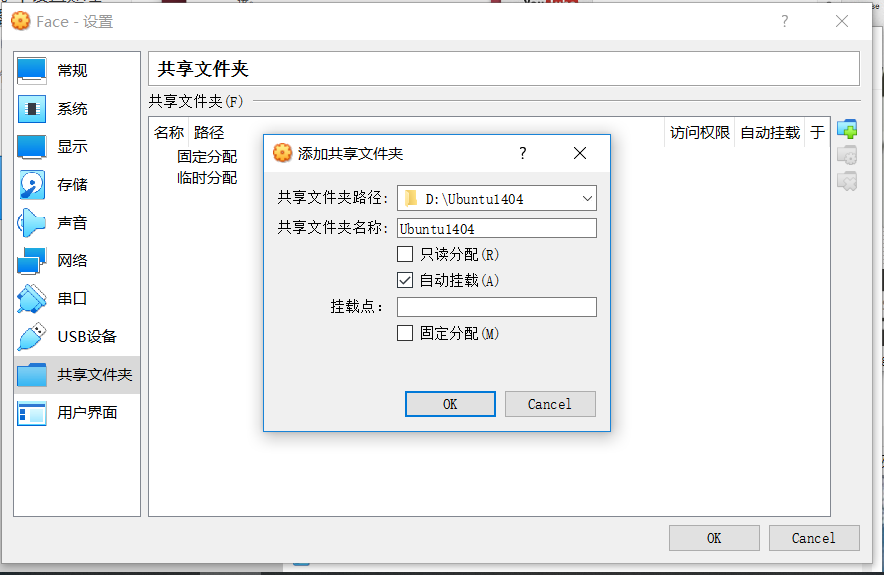 Face - 设置
?
常规
系统
显示
存储
声音
网络
串口
USB设备
共享文件夹
用户界面
共享文件夹
共享文件夹(F)
名称 路径 访问权限 自动挂载 于
固定分配
临时分配
添加共享文件夹 ?
共享文件夹路径: D:\Ubuntu1404
共享文件夹名称: Ubuntu1404
只读分配(R)
自动挂载(A)
挂载点:
固定分配(M)
OK Cancel
OK Cancel